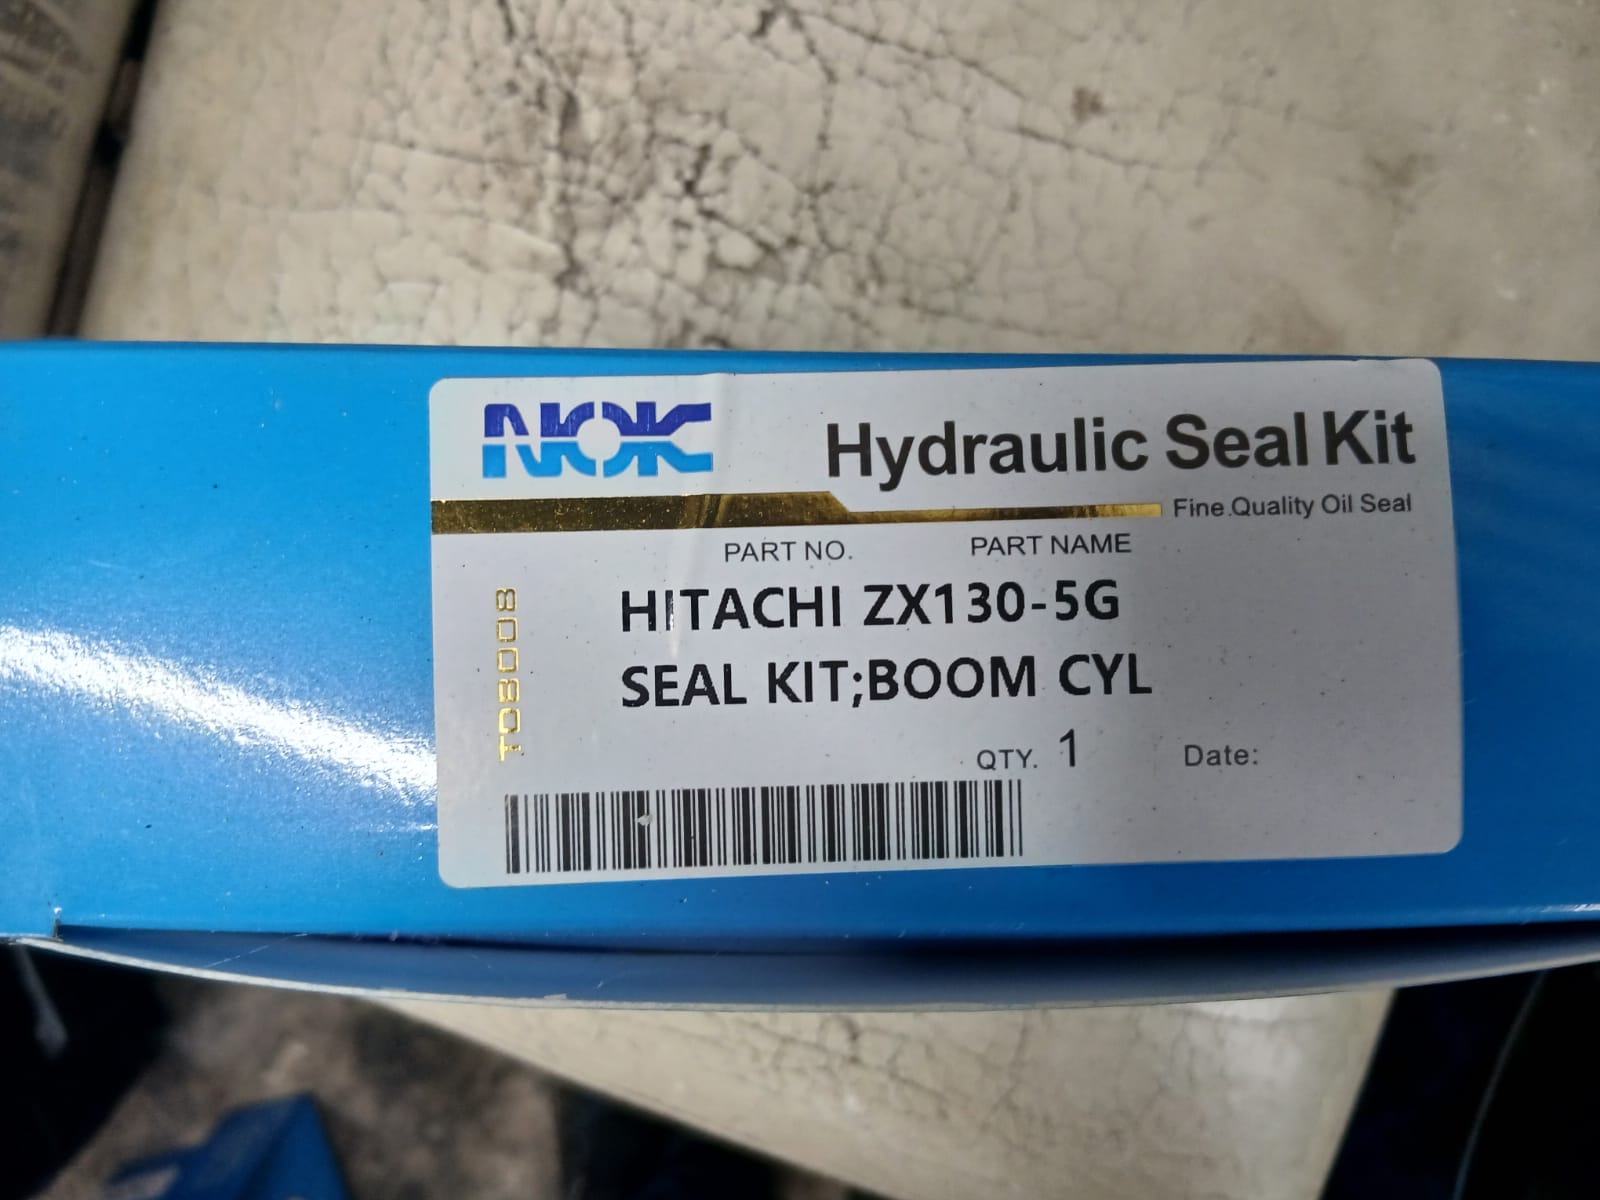 NOK
Hydraulic Seal Kit
Fine.Quality Oil Seal
PART NO. PART NAME
HITACHI ZX130-5G
SEAL KIT;BOOM CYL
QTY. 1 Date:
TOB008